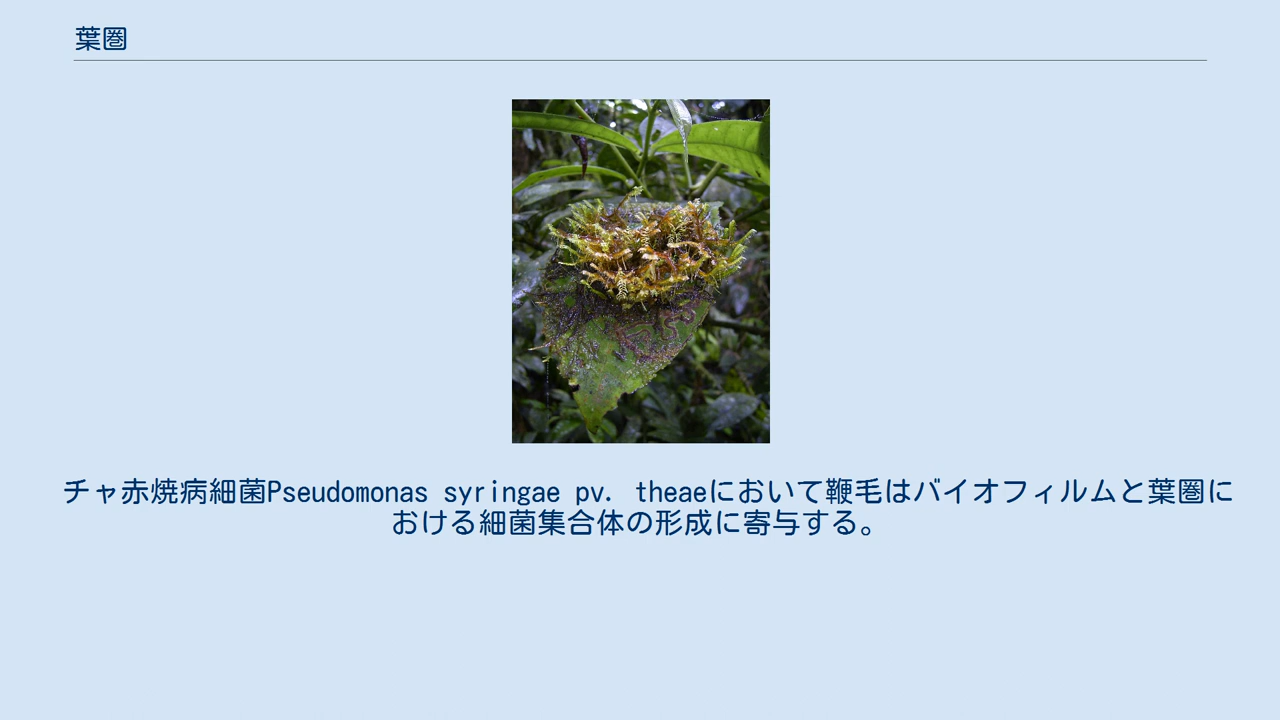 葉圏
チャ赤焼病細菌Pseudomonas syringae pv. theaeにおいて鞭毛はバイオフィルムと葉圏に
おける細菌集合体の形成に寄与する。